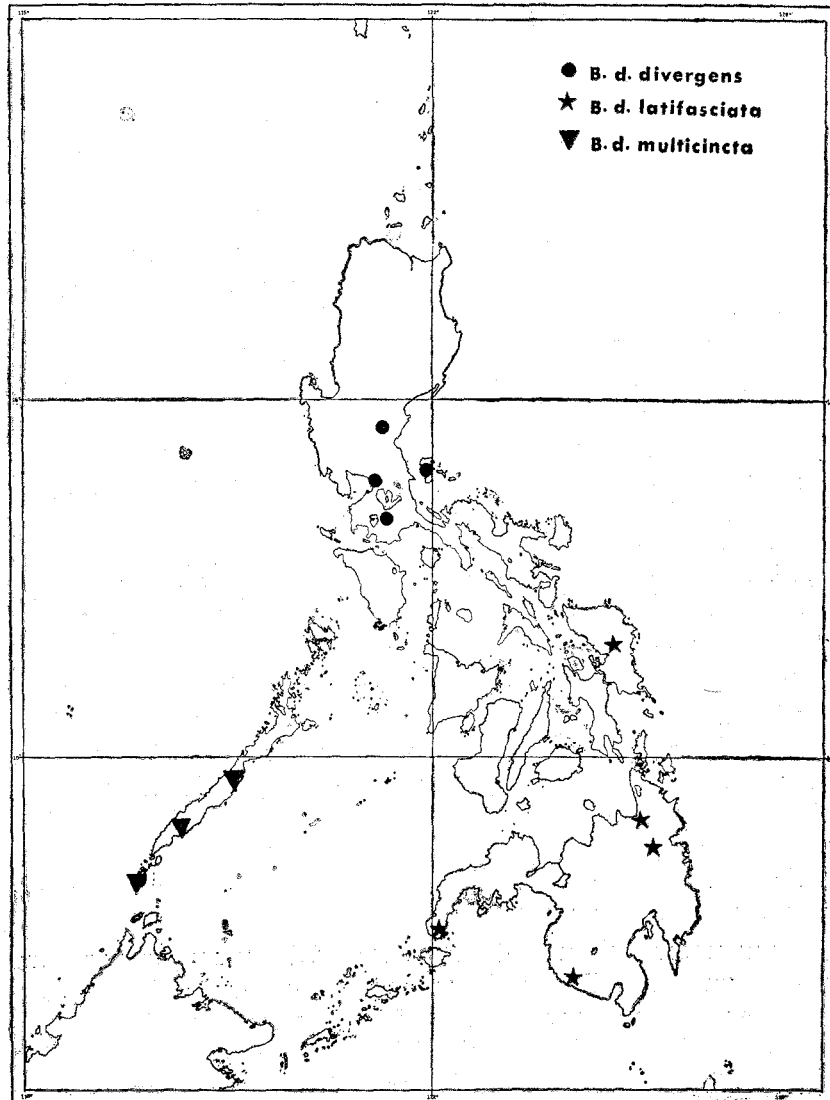 B. d. divergens
B. d. latifasciata
B. d. multicincta